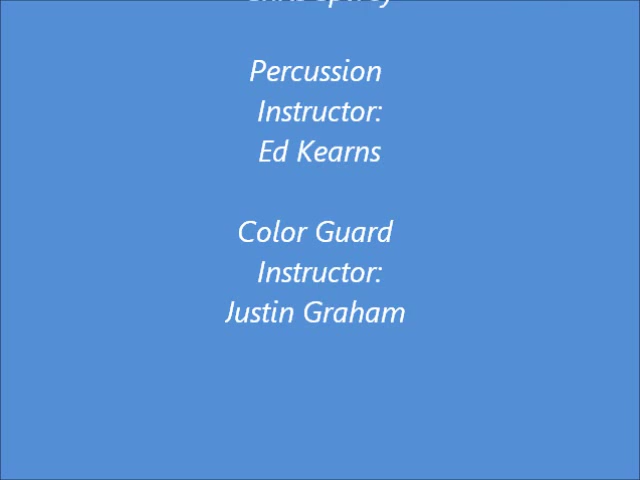 Percussion
Instructor:
Ed Kearns
Color Guard
Instructor:
Justin Graham